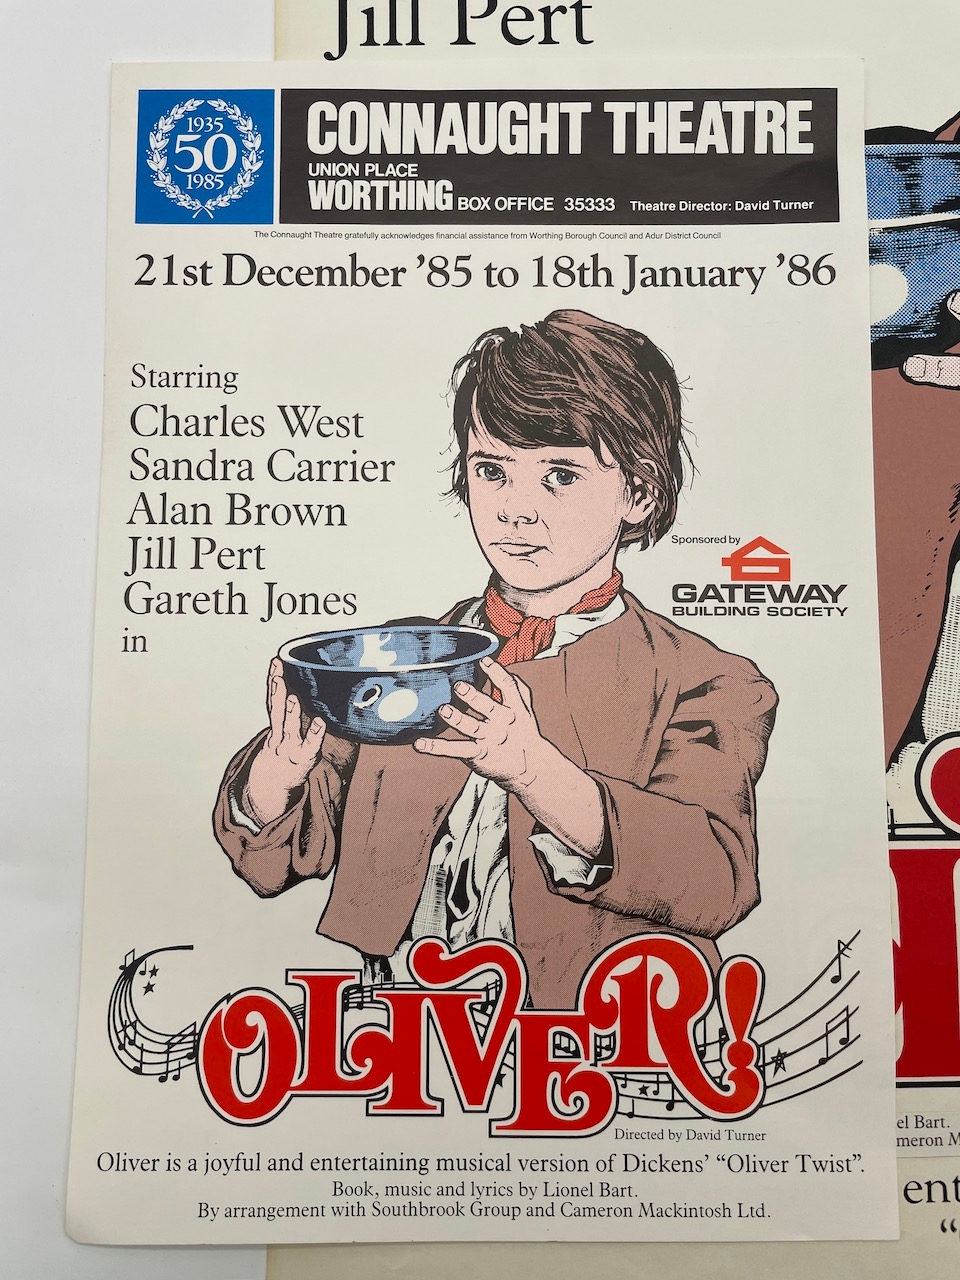 Jill Pert
1935
50
1985
CONNAUGHT THEATRE
UNION PLACE
WORTHING BOX OFFICE 35333 Theatre Director: David Turner
The Connaught Theatre gratefully acknowledges financial assistance from Worthing Borough Council and Adur District Council
21st December ’85 to 18th January ’86
Starring
Charles West
Sandra Carrier
Alan Brown
Jill Pert
Gareth Jones
in
Sponsored by
GATEWAY
BUILDING SOCIETY
OLIVER!
Directed by David Turner
Oliver is a joyful and entertaining musical version of Dickens’ “Oliver Twist”.
Book, music and lyrics by Lionel Bart.
By arrangement with Southbrook Group and Cameron Mackintosh Ltd.
el Bart.
meron M
ent
“